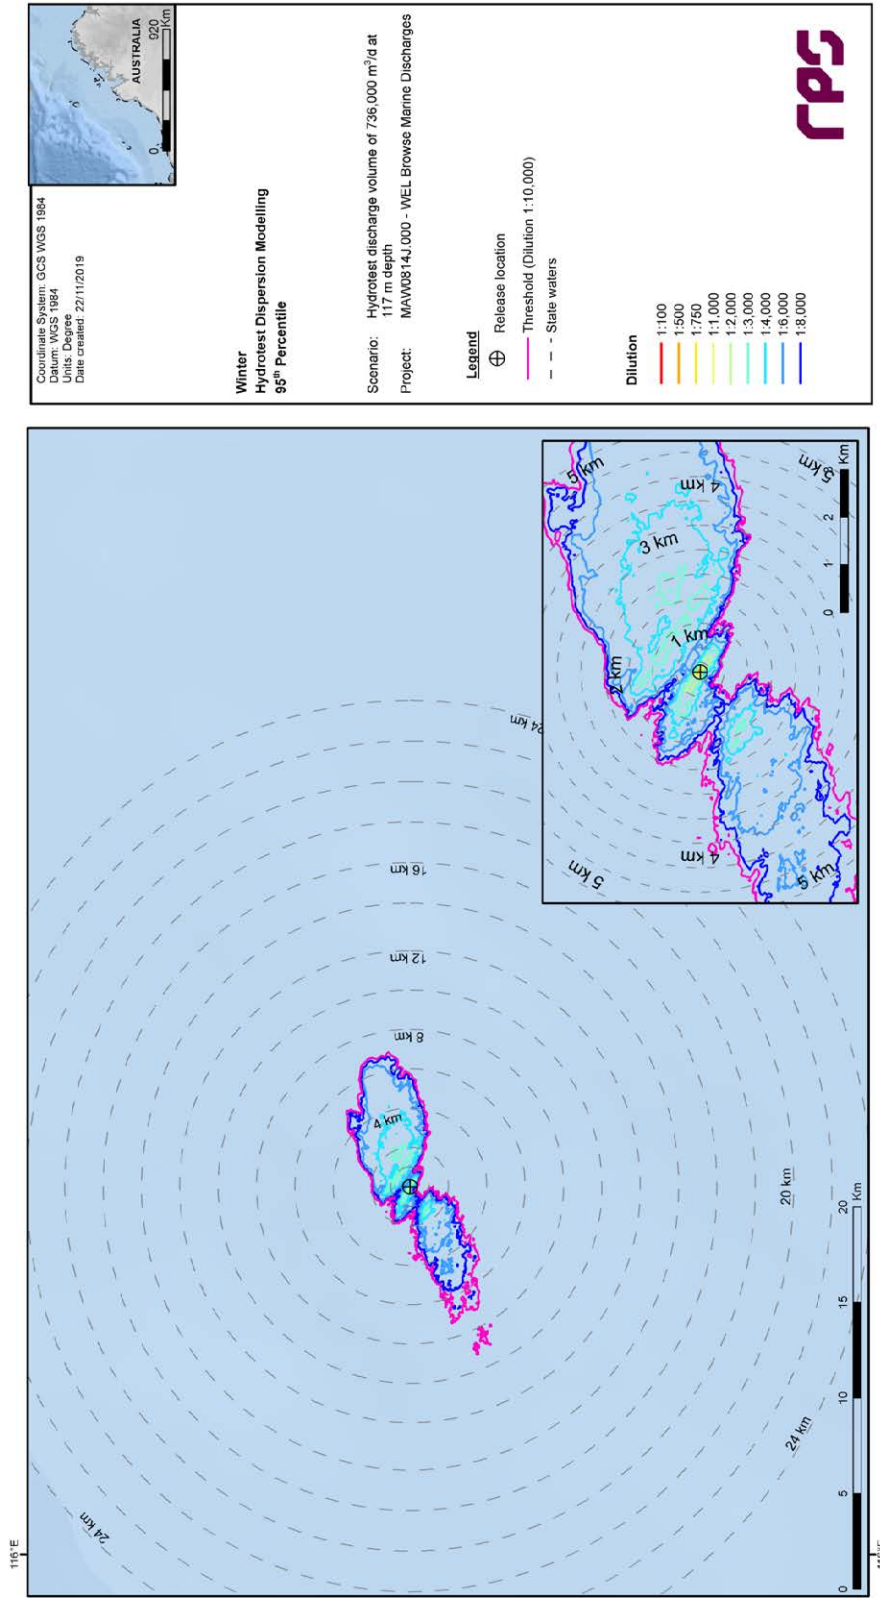 Coordinate System: GCS WGS 1984
Datum: WGS 1984
Units: Degree
Date created: 22/11/2019
AUSTRALIA
0
920
Km
Winter
Hydrotest Dispersion Modelling
95th Percentile
Scenario: Hydrotest discharge volume of 736,000 m³/d at
117 m depth
Project: MAW0814J.000 - WEL Browse Marine Discharges
Legend
Release location
Threshold (Dilution 1:10,000)
State waters
Dilution
1:100
1:500
1:750
1:1,000
1:2,000
1:3,000
1:4,000
1:6,000
1:8,000
rps
116°E
24 km
24 km
24 km
20 km
16 km
12 km
8 km
4 km
0 5 10 15 20
Km
5 km
5 km
5 km
5 km
4 km
4 km
3 km
2 km
1 km
0 1 2
Km